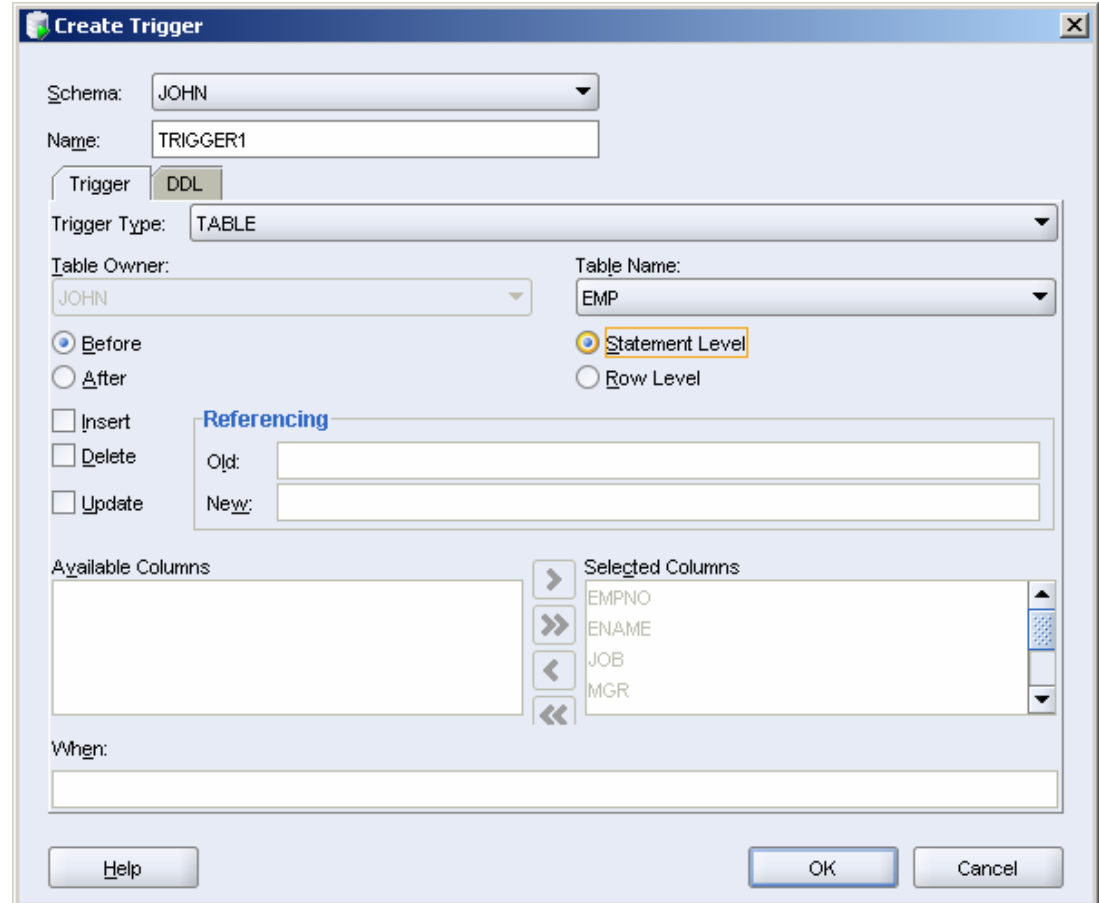 Create Trigger
Schema: JOHN
Name: TRIGGER1
Trigger DDL
Trigger Type: TABLE
Table Owner: Table Name:
JOHN EMP
Before Statement Level
After Row Level
Insert Referencing
Delete Old:
Update New:
Available Columns Selected Columns
EMPNO
ENAME
JOB
MGR
When:
Help OK Cancel